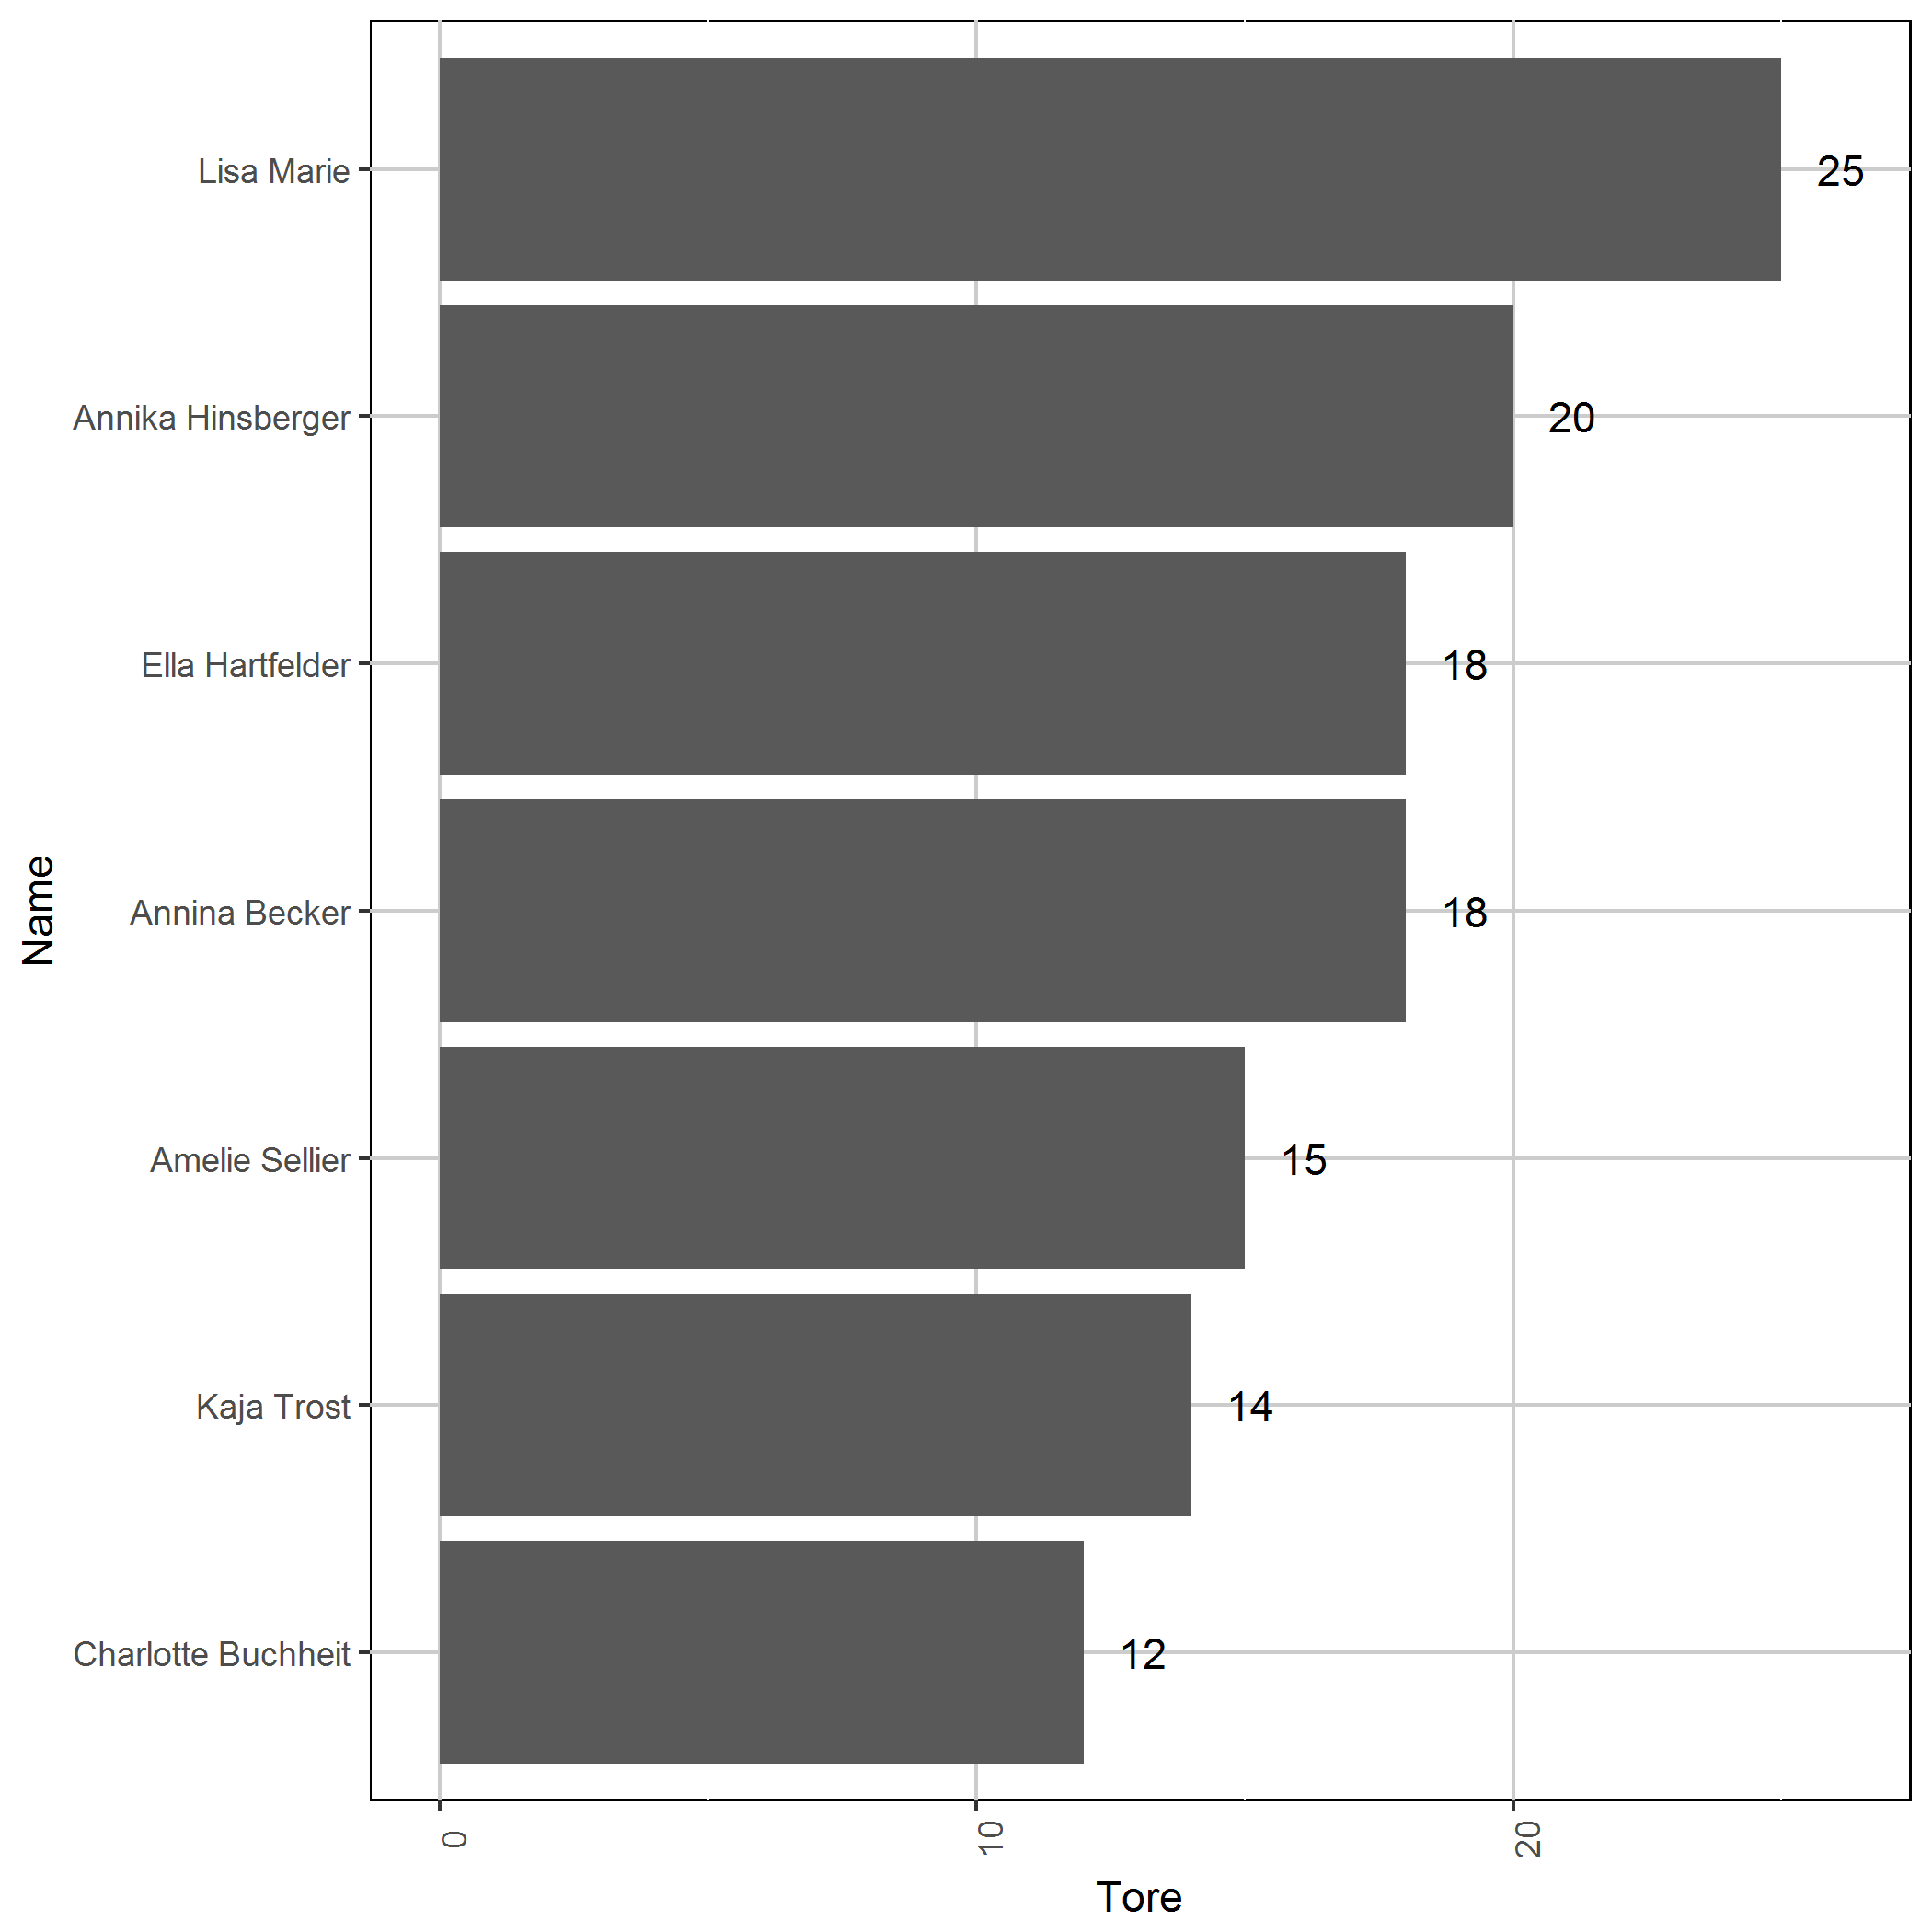 Lisa Marie
25
Annika Hinsberger
20
Ella Hartfelder
18
Annina Becker
18
Amelie Sellier
15
Kaja Trost
14
Charlotte Buchheit
12
Name
0
10
20
Tore